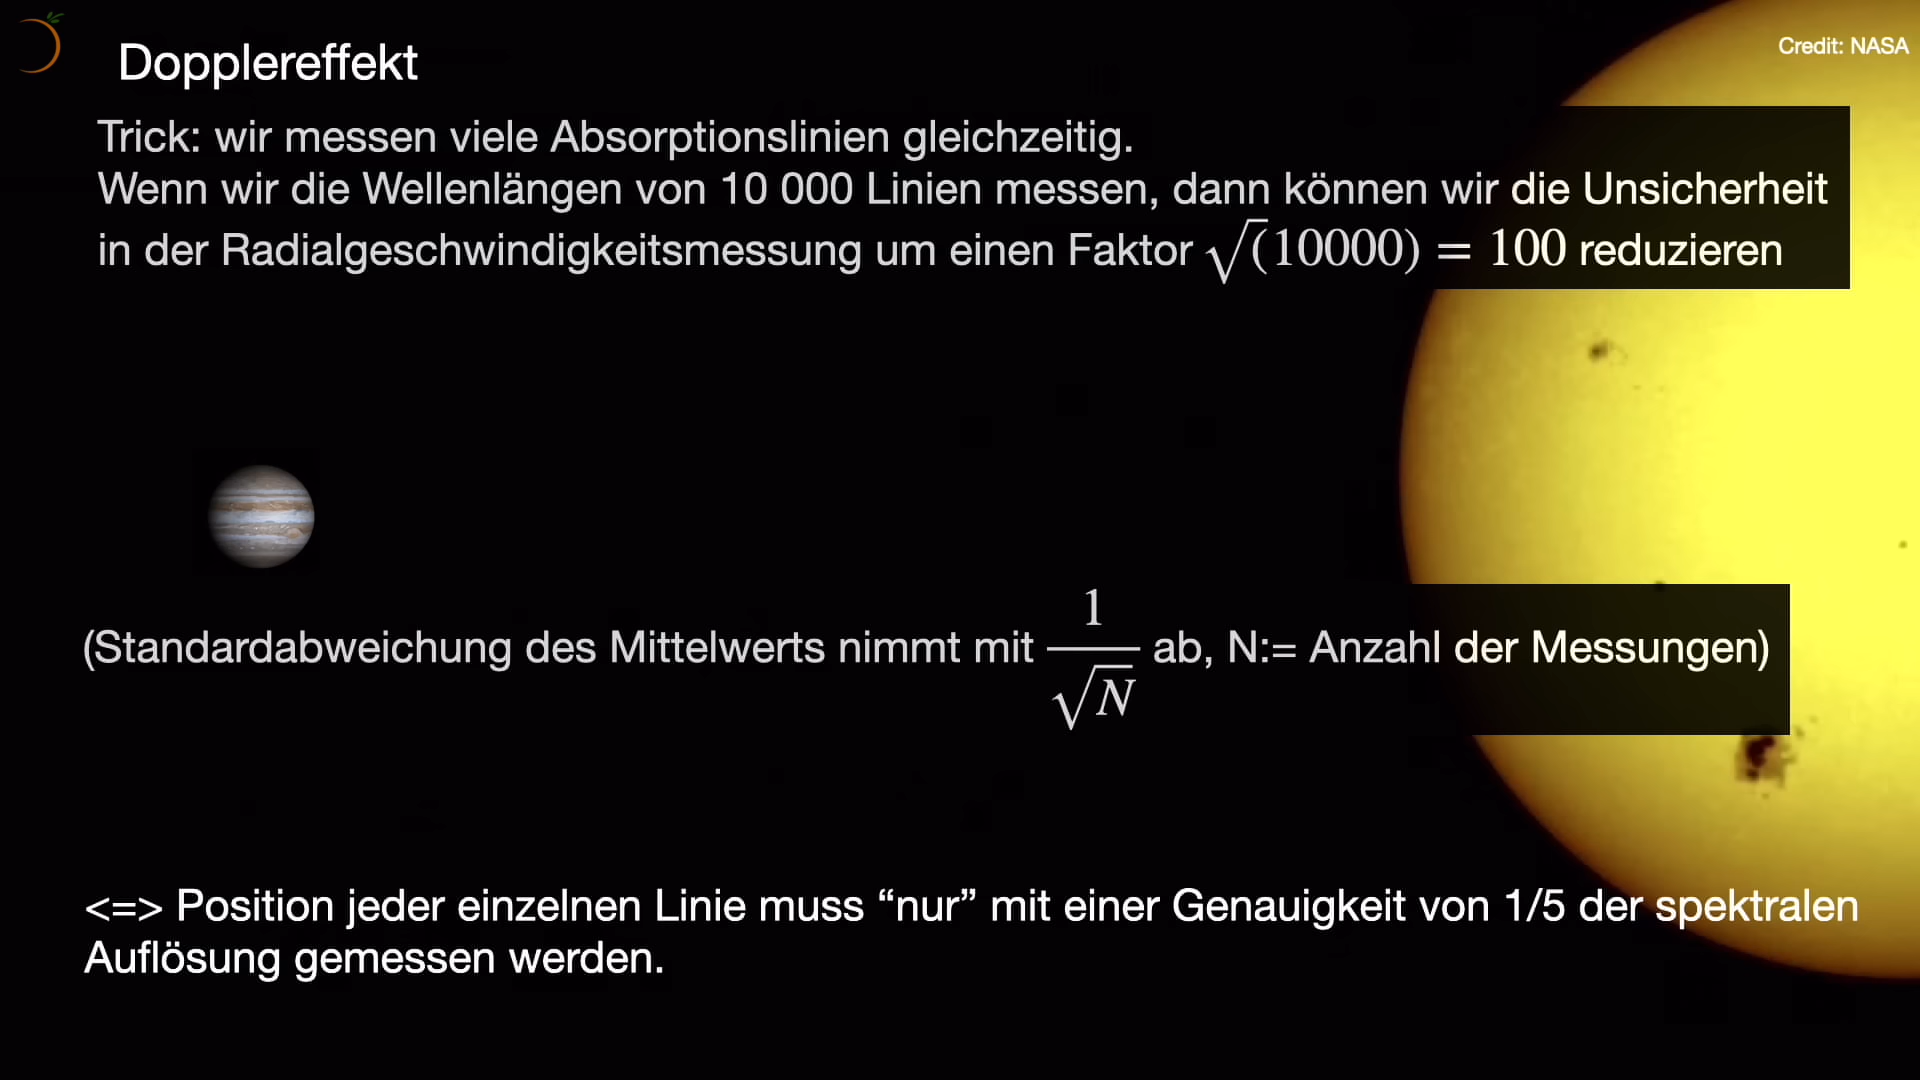 Dopplereffekt
Credit: NASA
Trick: wir messen viele Absorptionslinien gleichzeitig.
Wenn wir die Wellenlängen von 10 000 Linien messen, dann können wir die Unsicherheit
in der Radialgeschwindigkeitsmessung um einen Faktor √(10000) = 100 reduzieren
(Standardabweichung des Mittelwerts nimmt mit 1/√N ab, N:= Anzahl der Messungen)
<=> Position jeder einzelnen Linie muss “nur” mit einer Genauigkeit von 1/5 der spektralen
Auflösung gemessen werden.